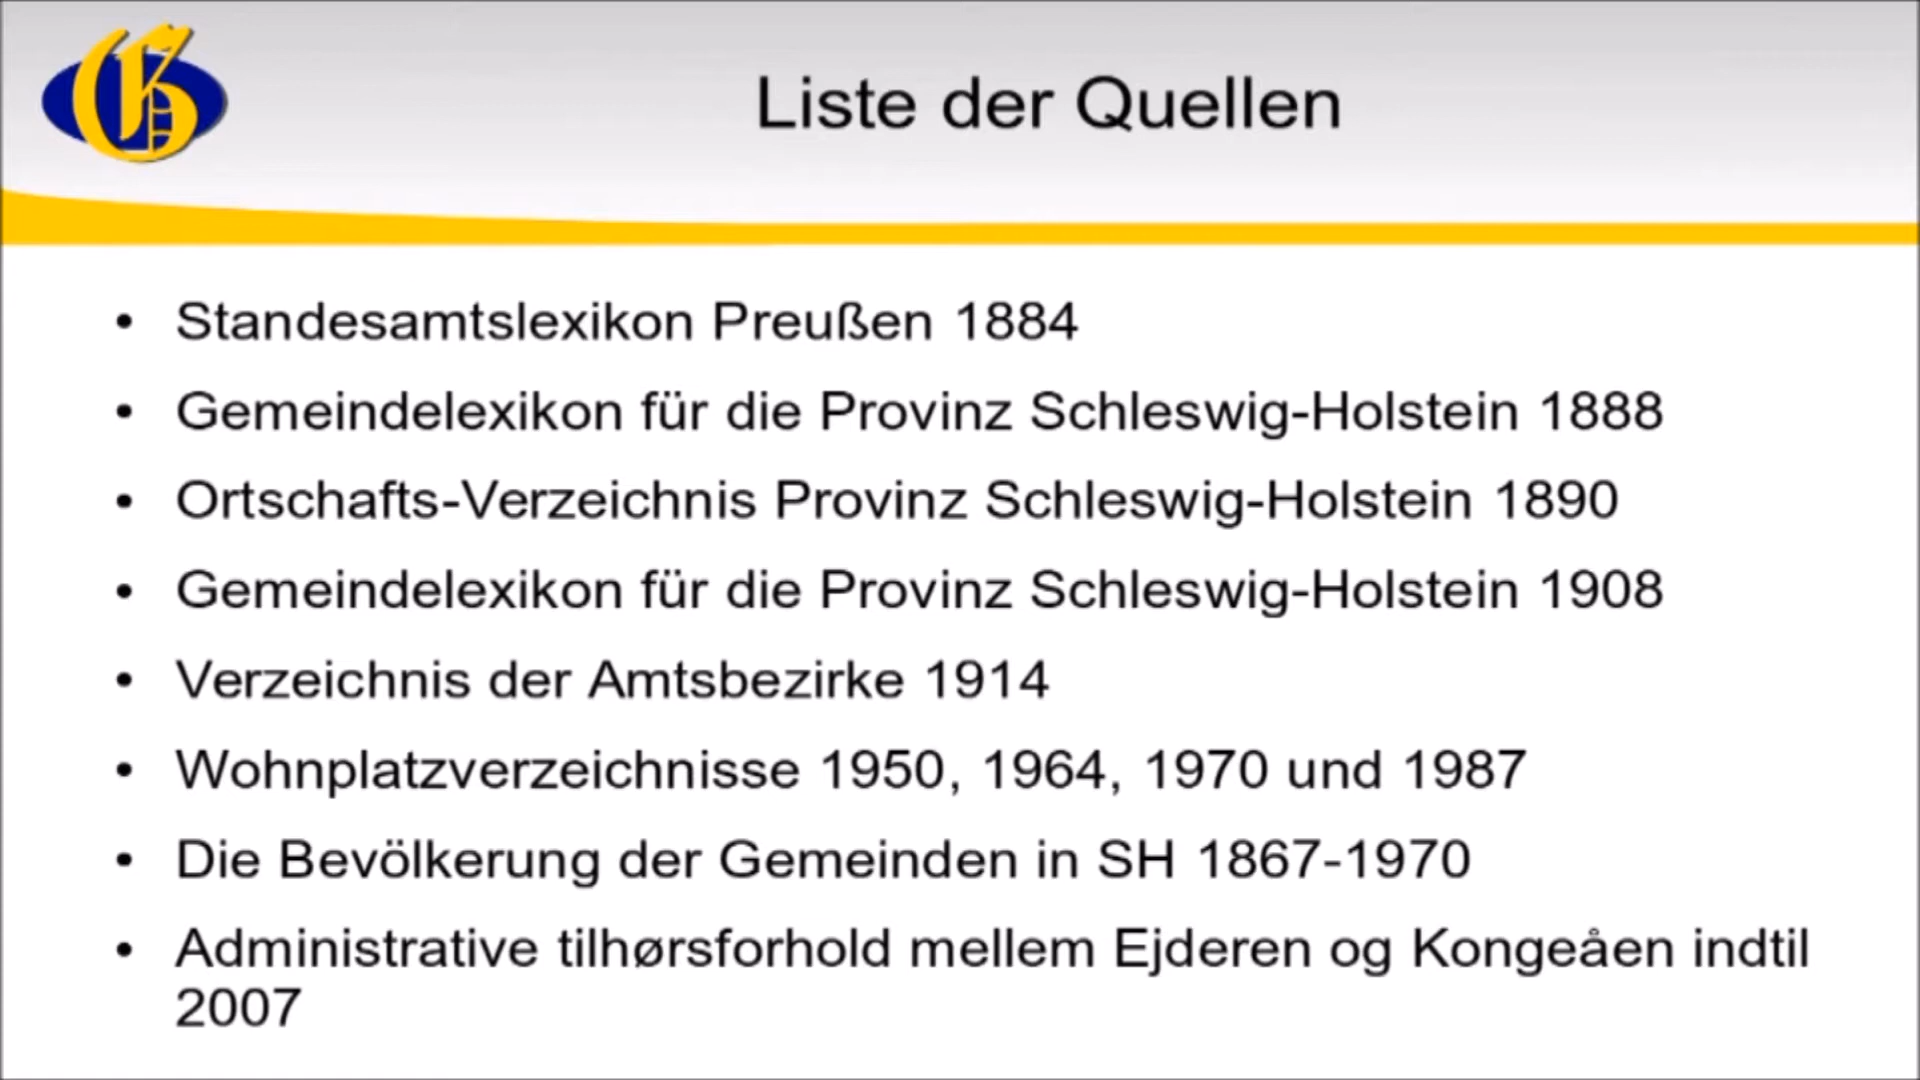 Liste der Quellen
• Standesamtslexikon Preußen 1884
• Gemeindelexikon für die Provinz Schleswig-Holstein 1888
• Ortschafts-Verzeichnis Provinz Schleswig-Holstein 1890
• Gemeindelexikon für die Provinz Schleswig-Holstein 1908
• Verzeichnis der Amtsbezirke 1914
• Wohnplatzverzeichnisse 1950, 1964, 1970 und 1987
• Die Bevölkerung der Gemeinden in SH 1867-1970
• Administrative tilhørsforhold mellem Ejderen og Kongeåen indtil
2007